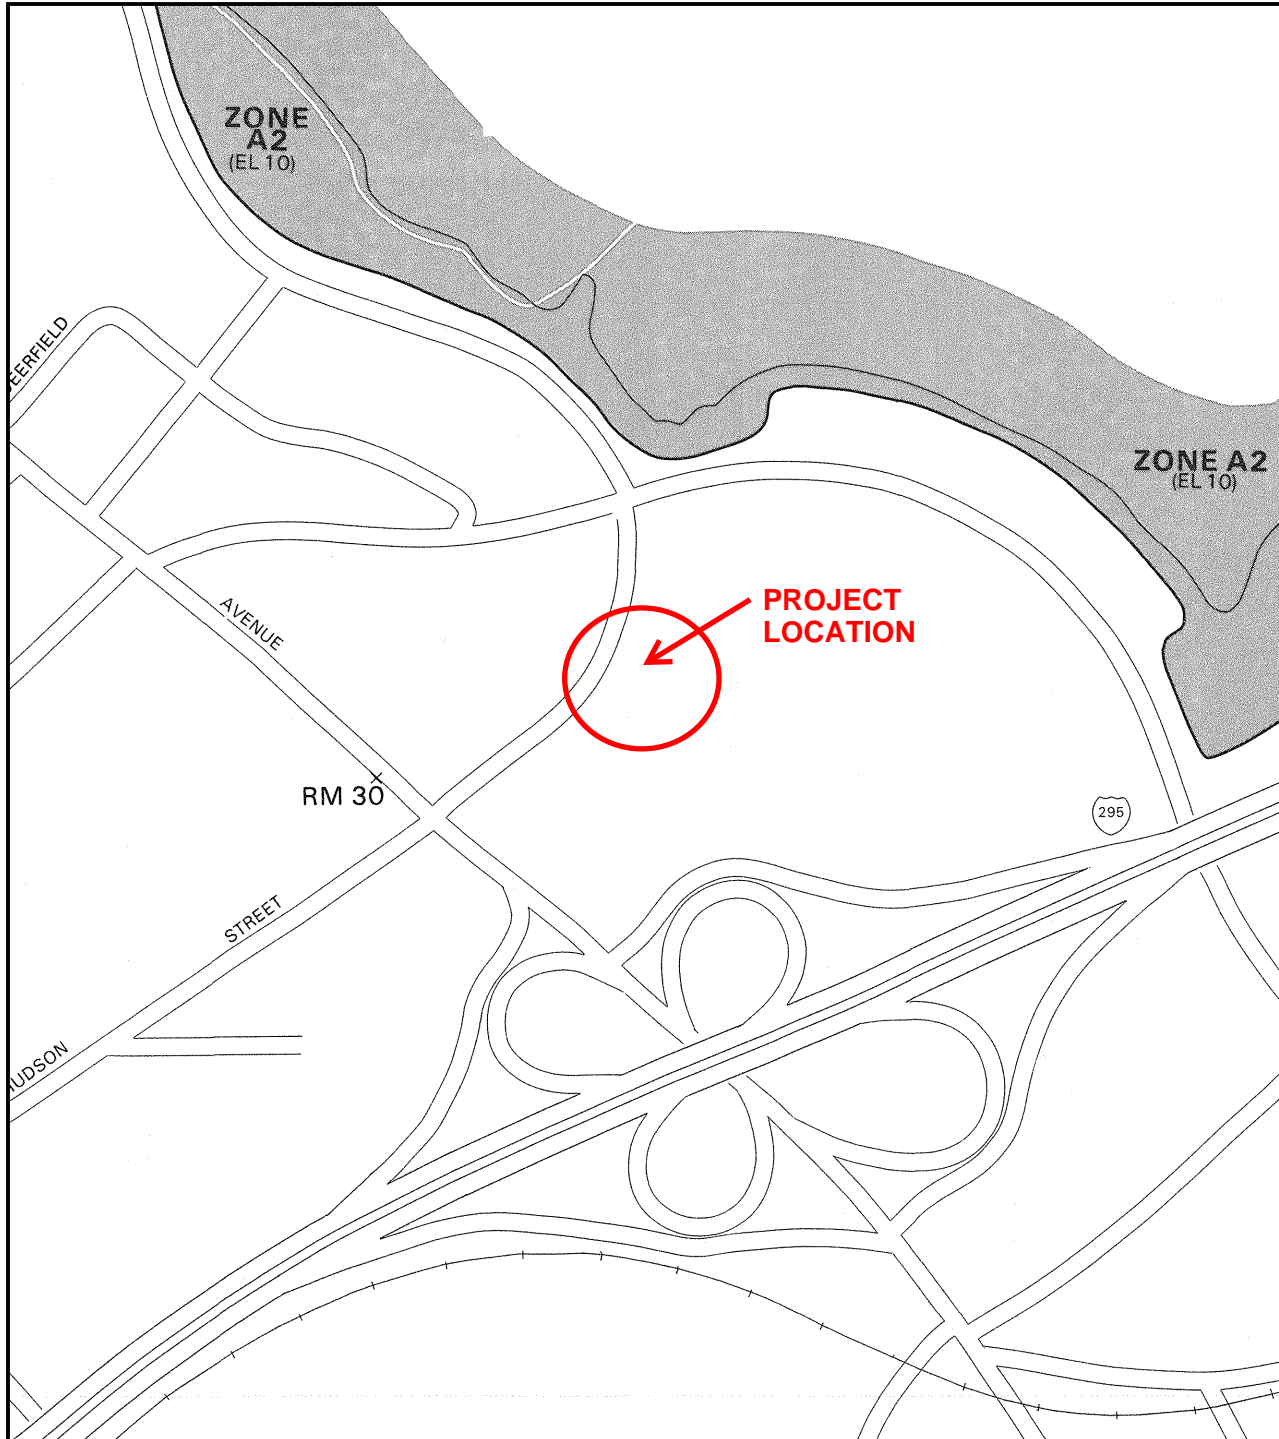 ZONE
A2
(EL 10)
EERFIELD
ZONE A2
(EL 10)
PROJECT
LOCATION
AVENUE
RM 30
295
STREET
UDSON